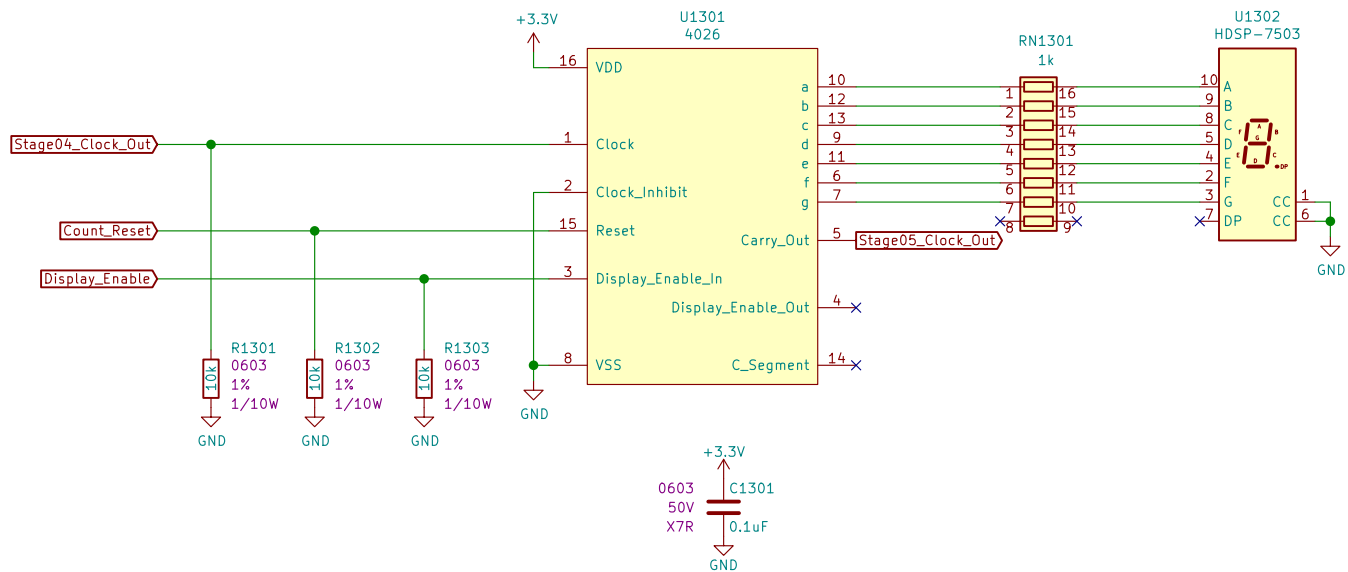 +3.3V
U1301
4026
16
VDD
1
Clock
2
Clock_Inhibit
15
Reset
3
Display_Enable_In
8
VSS
a
10
b
12
c
13
d
9
e
11
f
6
g
7
Carry_Out
5
Display_Enable_Out
4
C_Segment
14
Stage04_Clock_Out
Count_Reset
Display_Enable
Stage05_Clock_Out
RN1301
1k
1
16
2
15
3
14
4
13
5
12
6
11
7
10
8
9
U1302
HDSP-7503
10
A
9
B
8
C
5
D
4
E
2
F
3
G
7
DP
CC
1
CC
6
A
F
B
G
E
C
D
DP
GND
R1301
0603
1%
1/10W
10k
GND
R1302
0603
1%
1/10W
10k
GND
R1303
0603
1%
1/10W
10k
GND
GND
+3.3V
0603
C1301
50V
X7R
0.1uF
GND